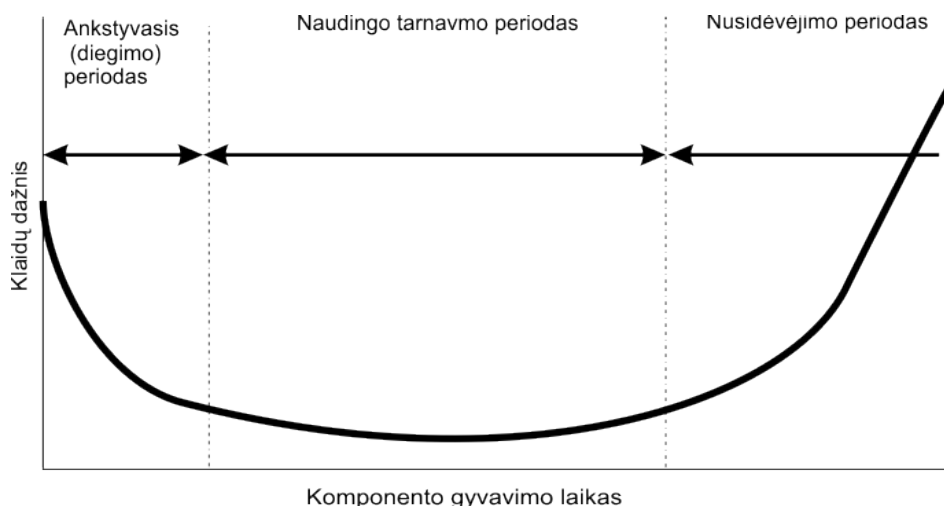 Ankstyvasis
(diegimo)
periodas
Naudingo tarnavmo periodas
Nusidėvėjimo periodas
Klaidų dažnis
Komponento gyvavimo laikas